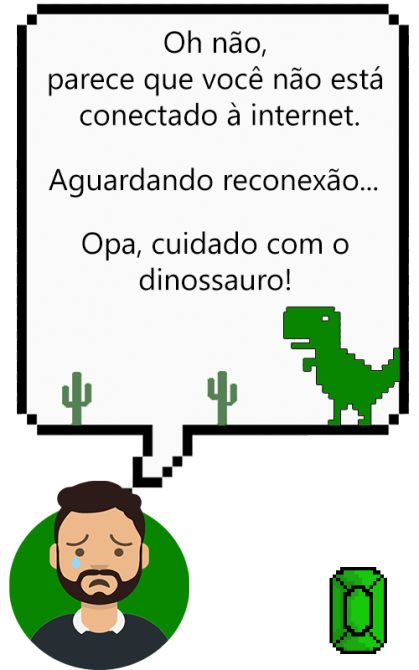 Oh não,
parece que você não está
conectado à internet.
Aguardando reconexão...
Opa, cuidado com o
dinossauro!